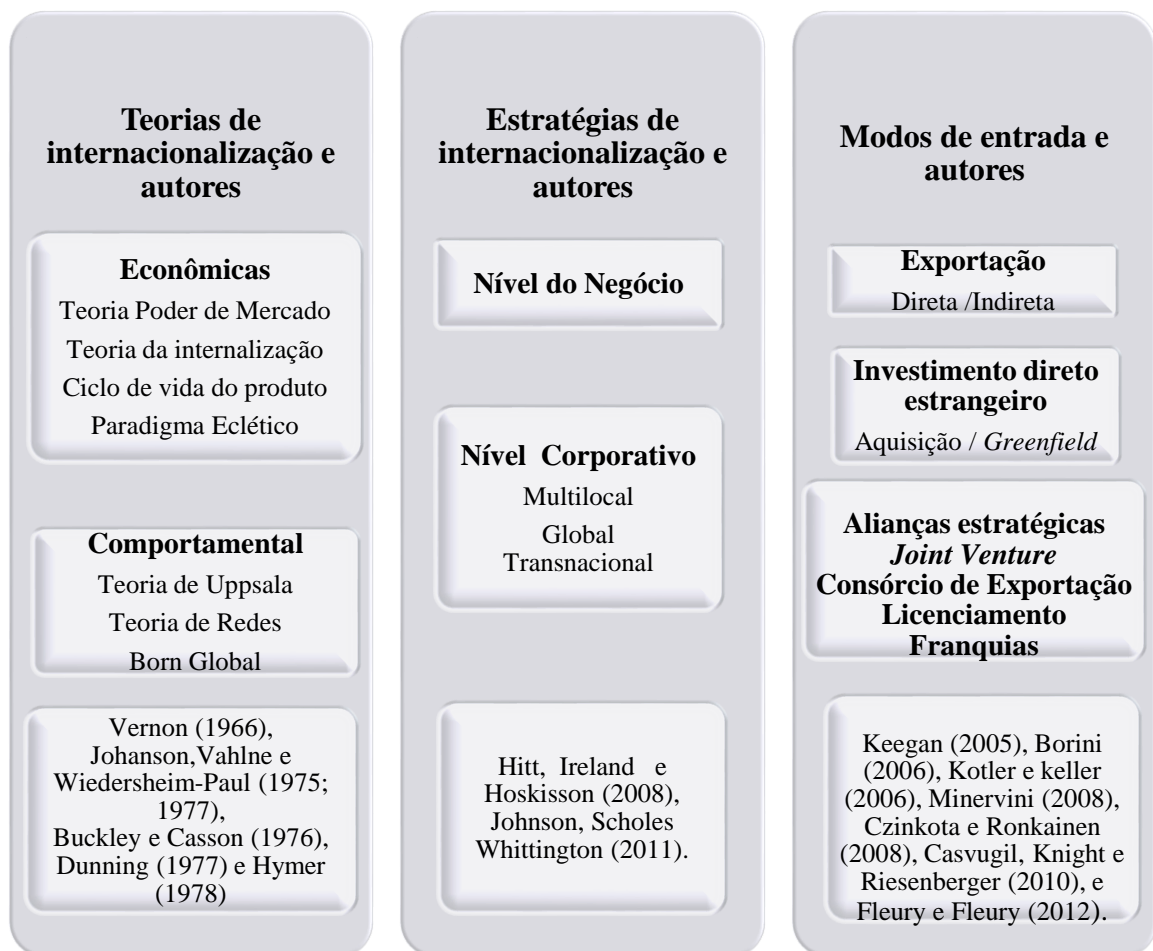 Teorias de
internacionalização e
autores
Econômicas
Teoria Poder de Mercado
Teoria da internalização
Ciclo de vida do produto
Paradigma Eclético
Comportamental
Teoria de Uppsala
Teoria de Redes
Born Global
Vernon (1966),
Johanson,Vahlne e
Wiedersheim-Paul (1975;
1977),
Buckley e Casson (1976),
Dunning (1977) e Hymer
(1978)
Estratégias de
internacionalização e
autores
Nível do Negócio
Nível Corporativo
Multilocal
Global
Transnacional
Hitt, Ireland e
Hoskisson (2008),
Johnson, Scholes
Whittington (2011).
Modos de entrada e
autores
Exportação
Direta /Indireta
Investimento direto
estrangeiro
Aquisição / Greenfield
Alianças estratégicas
Joint Venture
Consórcio de Exportação
Licenciamento
Franquias
Keegan (2005), Borini
(2006), Kotler e keller
(2006), Minervini (2008),
Czinkota e Ronkainen
(2008), Casvugil, Knight e
Riesenberger (2010), e
Fleury e Fleury (2012).